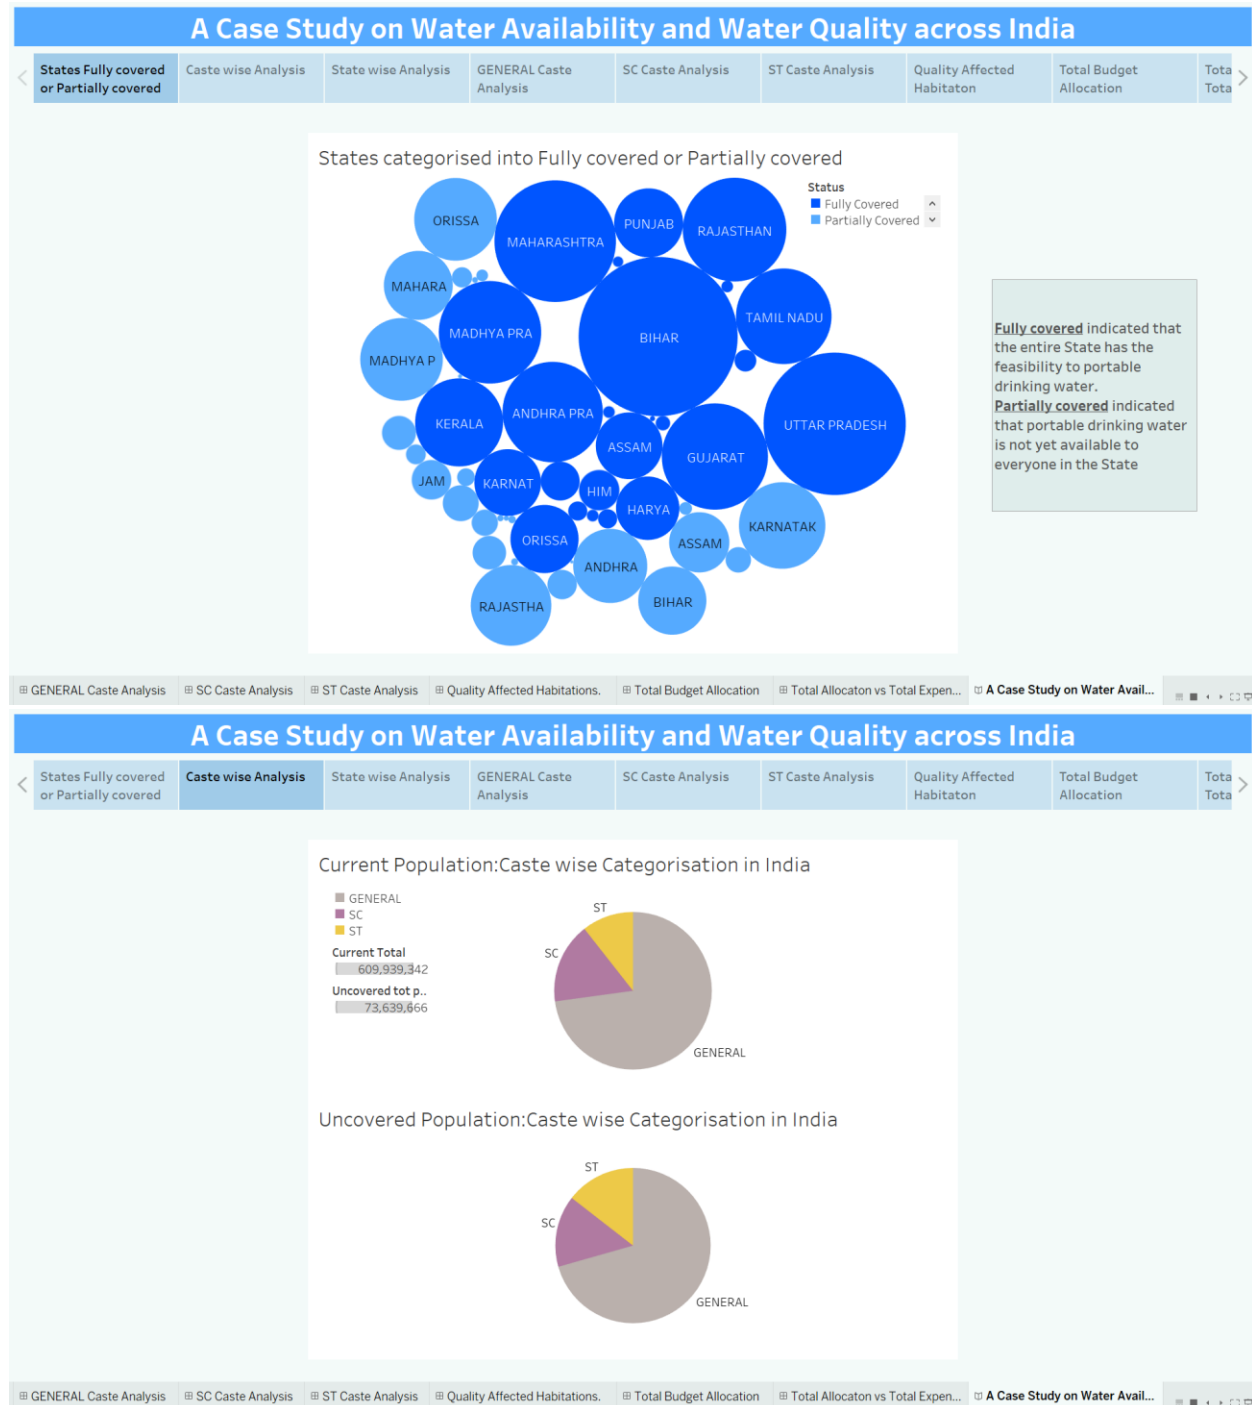 A Case Study on Water Availability and Water Quality across India
States Fully covered
or Partially covered
Caste wise Analysis
State wise Analysis
GENERAL Caste
Analysis
SC Caste Analysis
ST Caste Analysis
Quality Affected
Habitaton
Total Budget
Allocation
Tota
Tota
States categorised into Fully covered or Partially covered
Status
Fully Covered
Partially Covered
ORISSA
MAHARASHTRA
PUNJAB
RAJASTHAN
MAHARA
MADHYA PRA
BIHAR
TAMIL NADU
MADHYA P
KERALA
ANDHRA PRA
UTTAR PRADESH
ASSAM
GUJARAT
JAM
KARNAT
HIM
HARYA
KARNATAK
ORISSA
ASSAM
ANDHRA
RAJASTHA
BIHAR
Fully covered indicated that
the entire State has the
feasibility to portable
drinking water.
Partially covered indicated
that portable drinking water
is not yet available to
everyone in the State
GENERAL Caste Analysis
SC Caste Analysis
ST Caste Analysis
Quality Affected Habitations.
Total Budget Allocation
Total Allocaton vs Total Expen...
A Case Study on Water Avail...
A Case Study on Water Availability and Water Quality across India
States Fully covered
or Partially covered
Caste wise Analysis
State wise Analysis
GENERAL Caste
Analysis
SC Caste Analysis
ST Caste Analysis
Quality Affected
Habitaton
Total Budget
Allocation
Tota
Tota
Current Population:Caste wise Categorisation in India
GENERAL
SC
ST
Current Total
609,939,342
Uncovered tot p..
73,639,666
ST
SC
GENERAL
Uncovered Population:Caste wise Categorisation in India
ST
SC
GENERAL
GENERAL Caste Analysis
SC Caste Analysis
ST Caste Analysis
Quality Affected Habitations.
Total Budget Allocation
Total Allocaton vs Total Expen...
A Case Study on Water Avail...